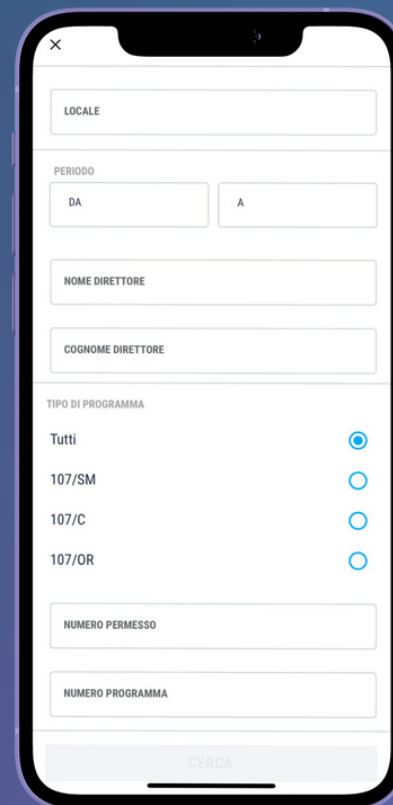 LOCALE
PERIODO
DA A
NOME DIRETTORE
COGNOME DIRETTORE
TIPO DI PROGRAMMA
Tutti
107/SM
107/C
107/OR
NUMERO PERMESSO
NUMERO PROGRAMMA
CERCA